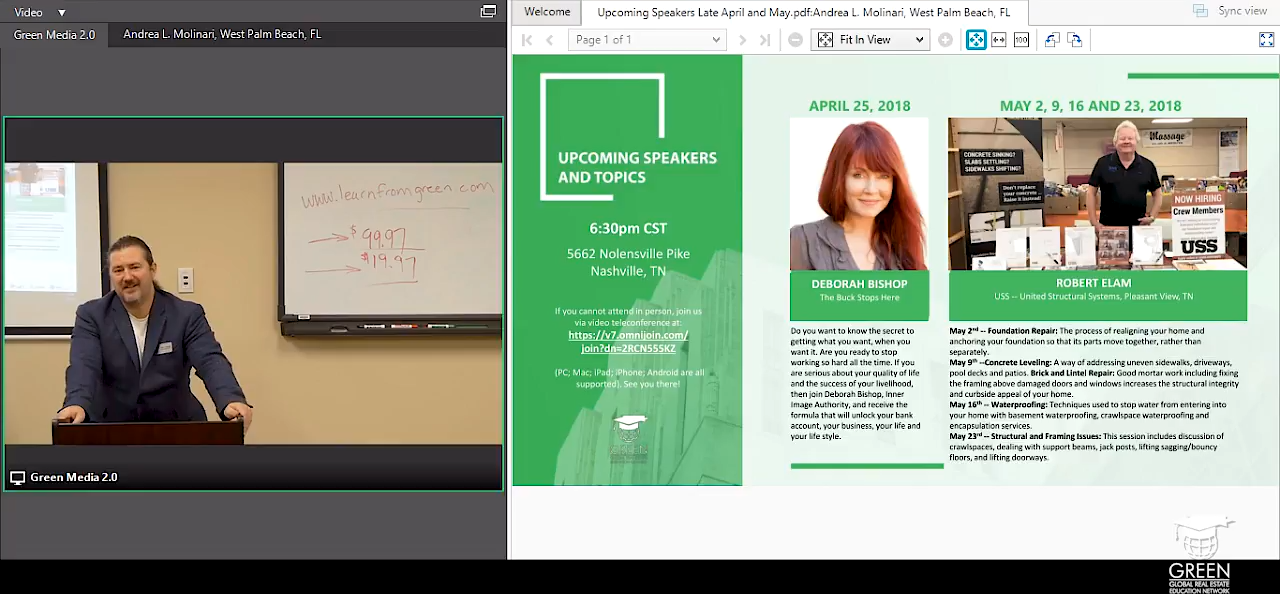 Video
Green Media 2.0
Andrea L. Molinari, West Palm Beach, FL
www.learnfromgreen.com
$99.97
$19.97
Green Media 2.0
Welcome
Upcoming Speakers Late April and May.pdf:Andrea L. Molinari, West Palm Beach, FL
Sync view
Page 1 of 1
Fit In View
100
UPCOMING SPEAKERS
AND TOPICS
6:30pm CST
5662 Nolensville Pike
Nashville, TN
If you cannot attend in person, join us
via video teleconference at:
https://v7.omnijoin.com/
join?dn=2RCN555KZ
(PC; Mac; IPad; iPhone; Android are all
supported). See you there!
APRIL 25, 2018
DEBORAH BISHOP
The Buck Stops Here
Do you want to know the secret to
getting what you want, when you
want it. Are you ready to stop
working so hard all the time. If you
are serious about your quality of life
and the success of your livelihood,
then join Deborah Bishop, Inner
Image Authority, and receive the
formula that will unlock your bank
account, your business, your life and
your life style.
MAY 2, 9, 16 AND 23, 2018
CONCRETE SINKING?
SLABS SETTLING?
SIDEWALKS SHIFTING?
Don't replace
your concrete...
Raise it instead!
Massage
NOW HIRING
Crew Members
USS
ROBERT ELAM
USS -- United Structural Systems, Pleasant View, TN
May 2nd -- Foundation Repair: The process of realigning your home and
anchoring your foundation so that its parts move together, rather than
separately.
May 9th --Concrete Leveling: A way of addressing uneven sidewalks, driveways,
pool decks and patios. Brick and Lintel Repair: Good mortar work including fixing
the framing above damaged doors and windows increases the structural integrity
and curbside appeal of your home.
May 16th -- Waterproofing: Techniques used to stop water from entering into
your home with basement waterproofing, crawlspace waterproofing and
encapsulation services.
May 23rd -- Structural and Framing Issues: This session includes discussion of
crawlspaces, dealing with support beams, jack posts, lifting sagging/bouncy
floors, and lifting doorways.
GREEN
GLOBAL REAL ESTATE
EDUCATION NETWORK